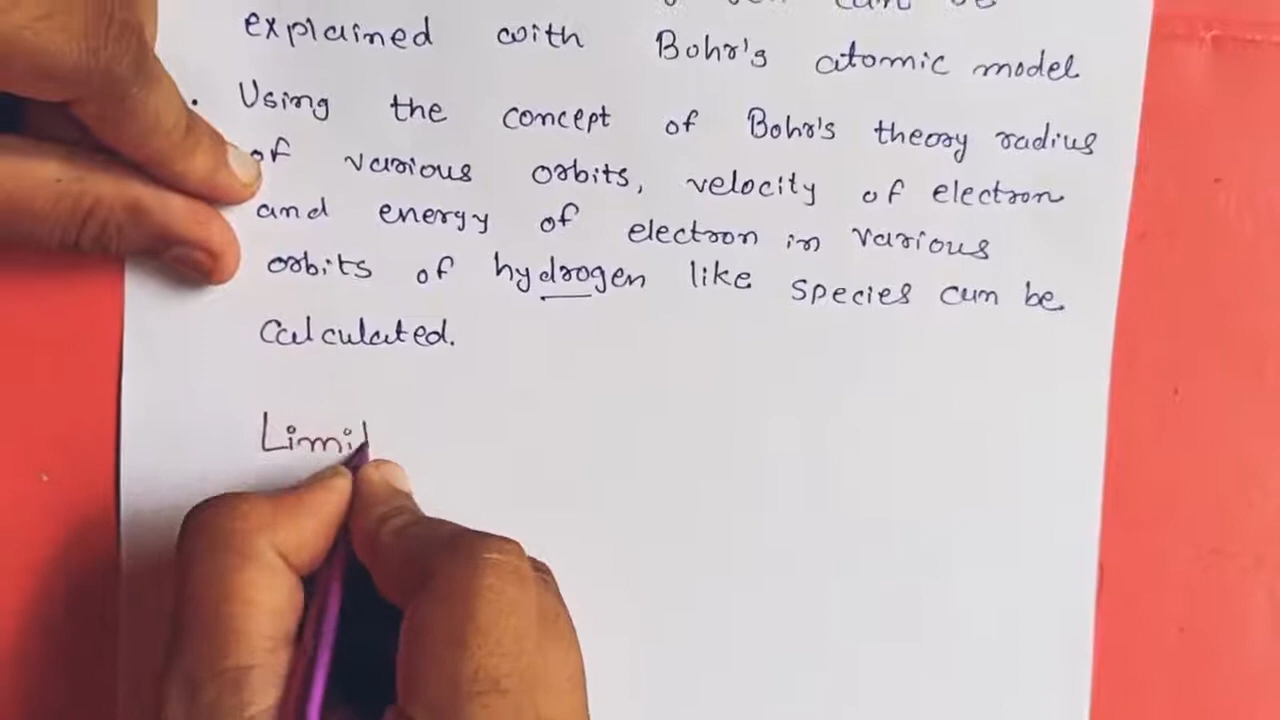 explained with Bohr's atomic model
. Using the concept of Bohr's theory radius
of various orbits, velocity of electron
and energy of electron in various
orbits of hydrogen like species can be
Calculated.
Limit